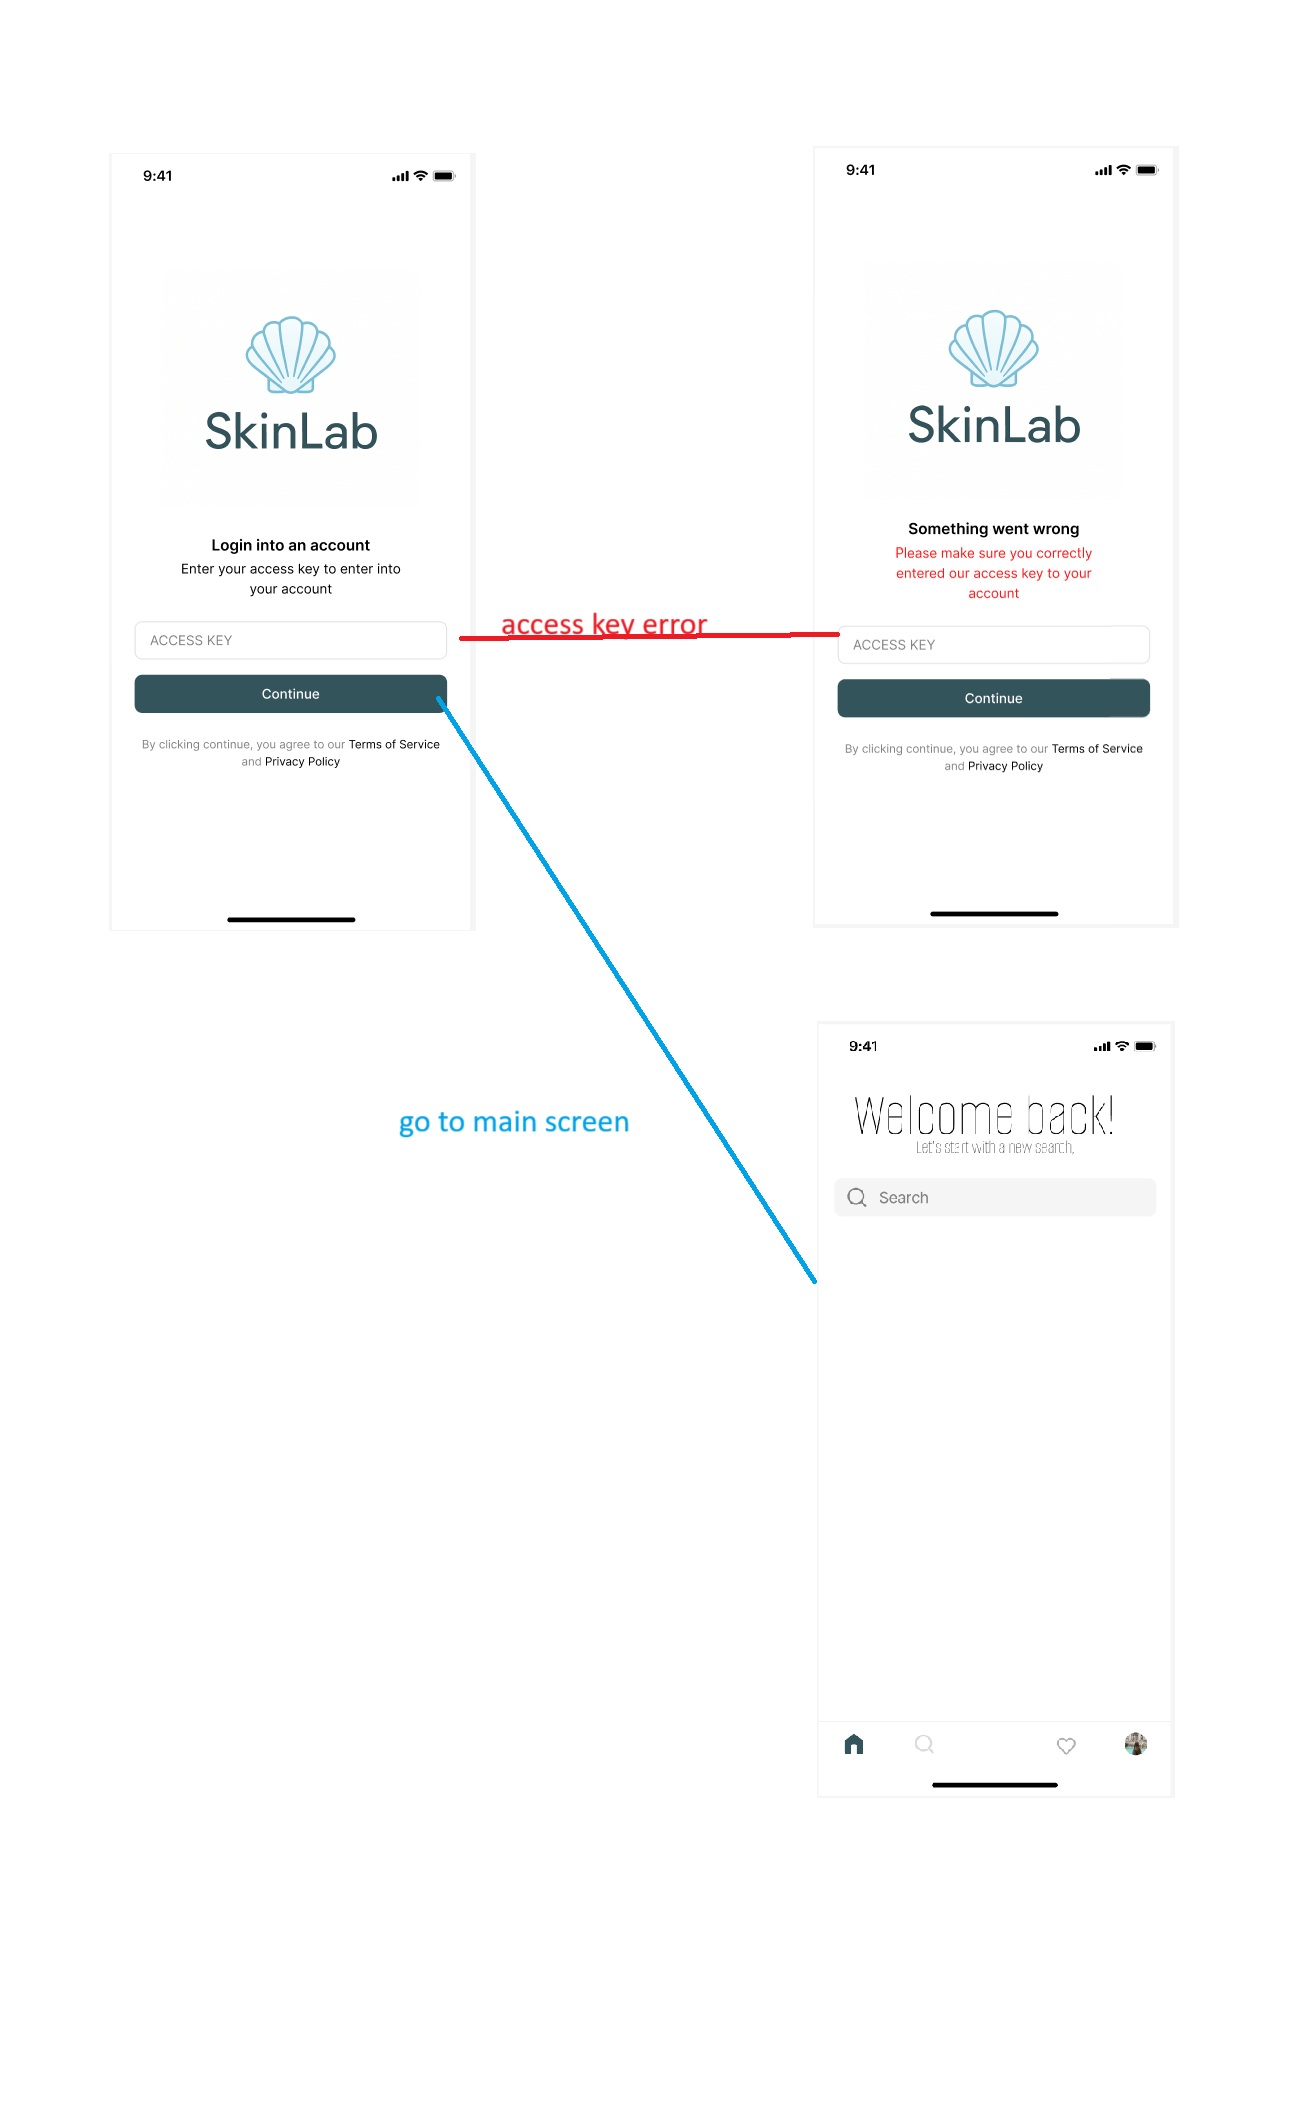 9:41
SkinLab
Login into an account
Enter your access key to enter into
your account
ACCESS KEY
Continue
By clicking continue, you agree to our Terms of Service
and Privacy Policy
access key error
9:41
SkinLab
Something went wrong
Please make sure you correctly
entered our access key to your
account
ACCESS KEY
Continue
By clicking continue, you agree to our Terms of Service
and Privacy Policy
go to main screen
9:41
Welcome back!
Let's start with a new search,
Search